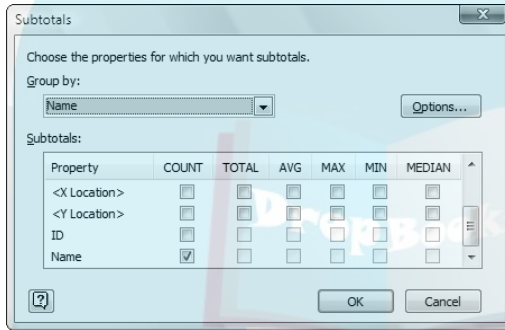 Subtotals
Choose the properties for which you want subtotals.
Group by:
Name
Options...
Subtotals:
Property COUNT TOTAL AVG MAX MIN MEDIAN
<X Location>
<Y Location>
ID
Name
DropBook
OK Cancel